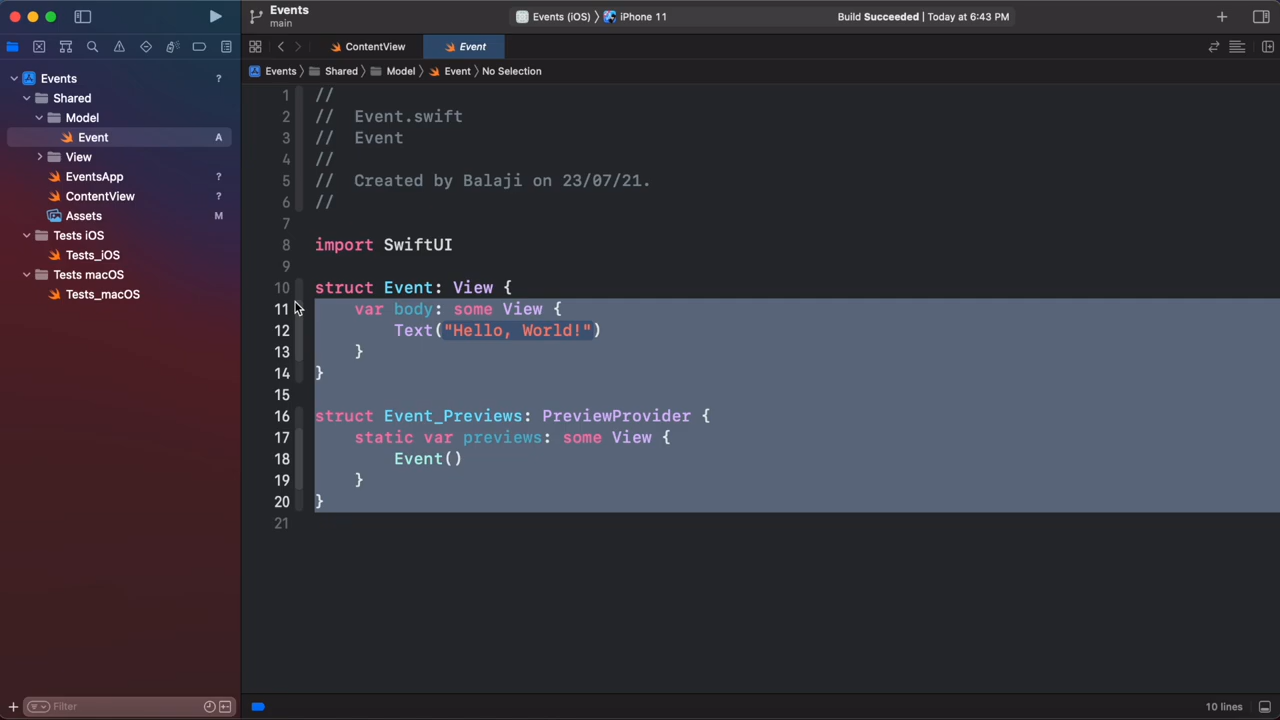 Events
main
Events (iOS) 〉 iPhone 11
Build Succeeded | Today at 6:43 PM
ContentView
Event
Events 〉 Shared 〉 Model 〉 Event 〉 No Selection
Events ?
Shared
Model
Event A
View
EventsApp ?
ContentView ?
Assets M
Tests iOS
Tests_iOS
Tests macOS
Tests_macOS
Filter
1 //
2 //  Event.swift
3 //  Event
4 //
5 //  Created by Balaji on 23/07/21.
6 //
7
8 import SwiftUI
9
10 struct Event: View {
11     var body: some View {
12         Text("Hello, World!")
13     }
14 }
15
16 struct Event_Previews: PreviewProvider {
17     static var previews: some View {
18         Event()
19     }
20 }
21
10 lines